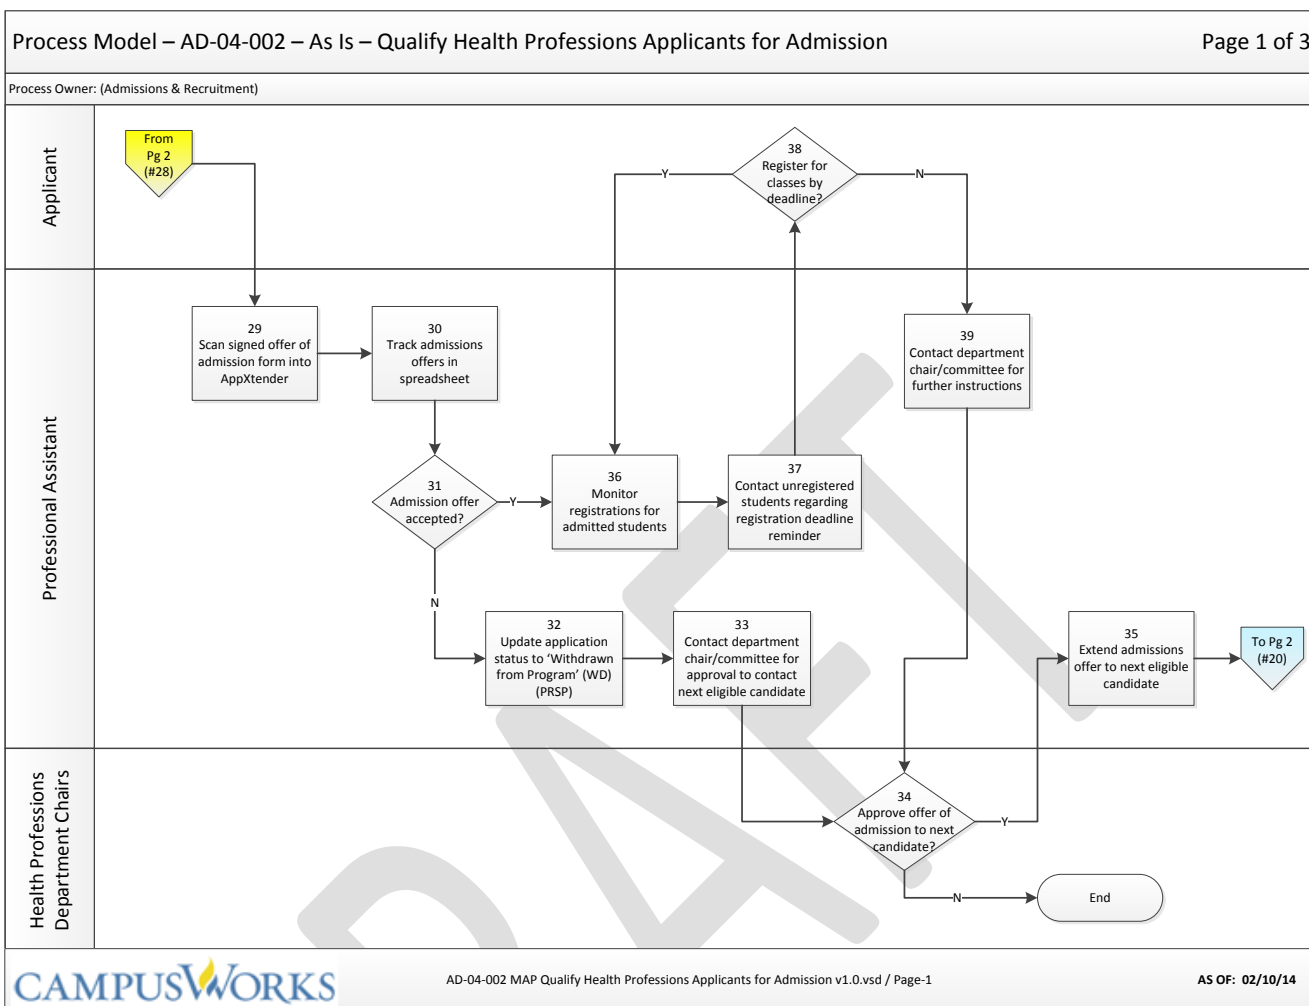 Process Model – AD-04-002 – As Is – Qualify Health Professions Applicants for Admission
Page 1 of 3
Process Owner: (Admissions & Recruitment)
Applicant
From
Pg 2
(#28)
38
Register for
classes by
deadline?
Y
N
Professional Assistant
29
Scan signed offer of
admission form into
AppXtender
30
Track admissions
offers in
spreadsheet
39
Contact department
chair/committee for
further instructions
31
Admission offer
accepted?
Y
36
Monitor
registrations for
admitted students
37
Contact unregistered
students regarding
registration deadline
reminder
N
32
Update application
status to ‘Withdrawn
from Program’ (WD)
(PRSP)
33
Contact department
chair/committee for
approval to contact
next eligible candidate
35
Extend admissions
offer to next eligible
candidate
To Pg 2
(#20)
Health Professions
Department Chairs
34
Approve offer of
admission to next
candidate?
Y
N
End
DRAFT
CAMPUSWORKS
AD-04-002 MAP Qualify Health Professions Applicants for Admission v1.0.vsd / Page-1
AS OF: 02/10/14